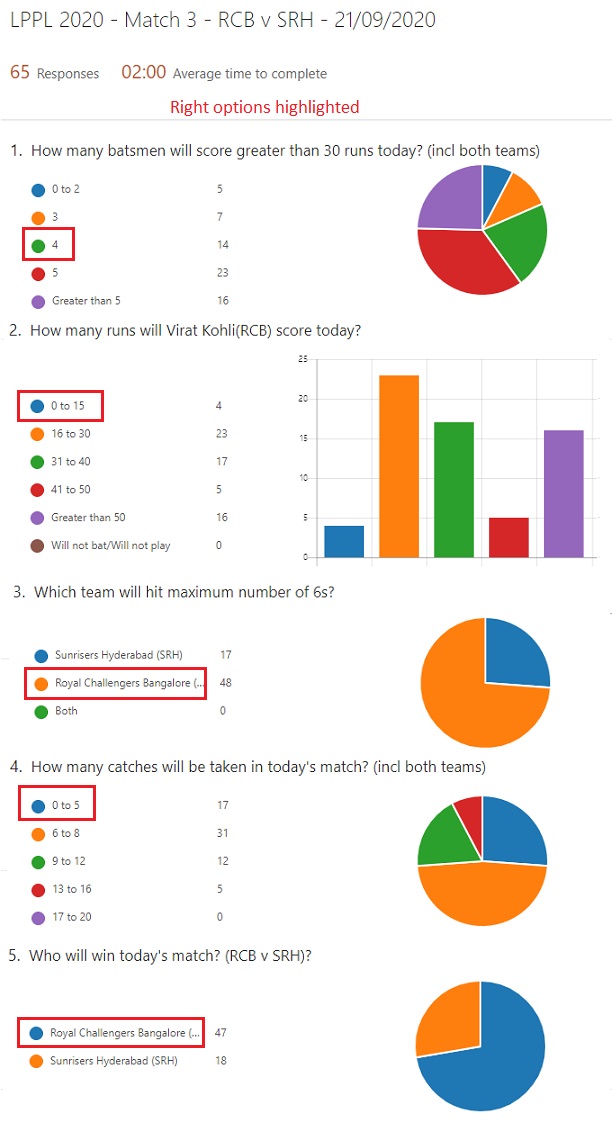 LPPL 2020 - Match 3 - RCB v SRH - 21/09/2020
65 Responses 02:00 Average time to complete
Right options highlighted
1. How many batsmen will score greater than 30 runs today? (incl both teams)
0 to 2 5
3 7
4 14
5 23
Greater than 5 16
2. How many runs will Virat Kohli(RCB) score today?
0 to 15 4
16 to 30 23
31 to 40 17
41 to 50 5
Greater than 50 16
Will not bat/Will not play 0
25
20
15
10
5
0
3. Which team will hit maximum number of 6s?
Sunrisers Hyderabad (SRH) 17
Royal Challengers Bangalore (... 48
Both 0
4. How many catches will be taken in today's match? (incl both teams)
0 to 5 17
6 to 8 31
9 to 12 12
13 to 16 5
17 to 20 0
5. Who will win today's match? (RCB v SRH)?
Royal Challengers Bangalore (... 47
Sunrisers Hyderabad (SRH) 18